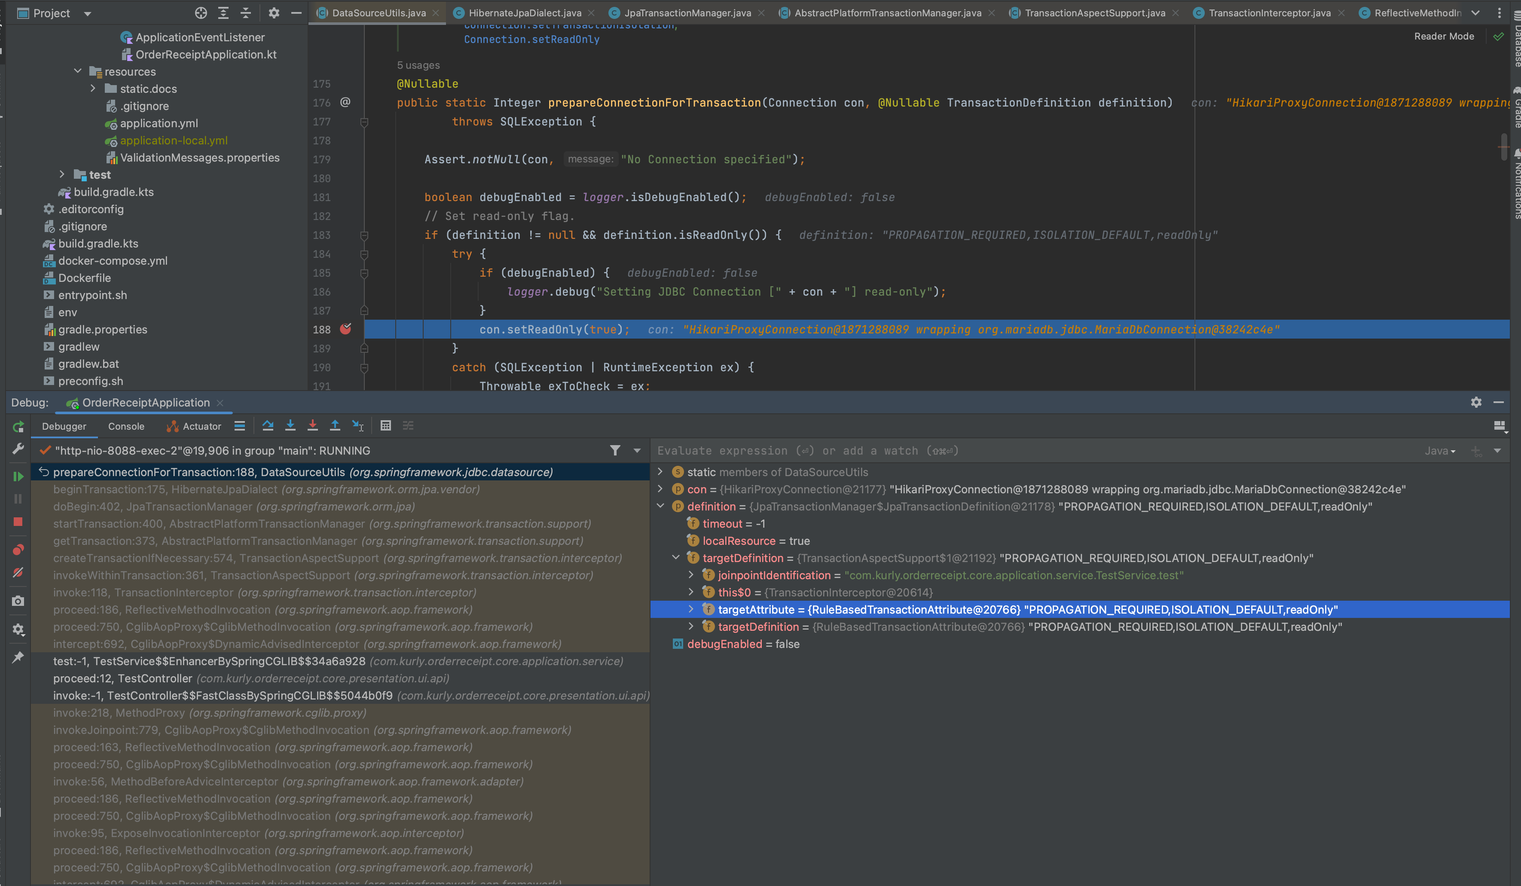 Project
DataSourceUtils.java
HibernateJpaDialect.java
JpaTransactionManager.java
AbstractPlatformTransactionManager.java
TransactionAspectSupport.java
TransactionInterceptor.java
ReflectiveMethodIn
ApplicationEventListener
OrderReceiptApplication.kt
resources
static.docs
.gitignore
application.yml
application-local.yml
ValidationMessages.properties
test
build.gradle.kts
.editorconfig
.gitignore
build.gradle.kts
docker-compose.yml
Dockerfile
entrypoint.sh
env
gradle.properties
gradlew
gradlew.bat
preconfig.sh
Connection.setTransactionIsolation,
Connection.setReadOnly
Reader Mode
5 usages
175 @Nullable
176 @ public static Integer prepareConnectionForTransaction(Connection con, @Nullable TransactionDefinition definition) con: "HikariProxyConnection@1871288089 wrapping
177 throws SQLException {
178
179 Assert.notNull(con, message: "No Connection specified");
180
181 boolean debugEnabled = logger.isDebugEnabled(); debugEnabled: false
182 // Set read-only flag.
183 if (definition != null && definition.isReadOnly()) { definition: "PROPAGATION_REQUIRED,ISOLATION_DEFAULT,readOnly"
184 try {
185 if (debugEnabled) { debugEnabled: false
186 logger.debug("Setting JDBC Connection [" + con + "] read-only");
187 }
188 con.setReadOnly(true); con: "HikariProxyConnection@1871288089 wrapping org.mariadb.jdbc.MariaDbConnection@38242c4e"
189 }
190 catch (SQLException | RuntimeException ex) {
191 Throwable exToCheck = ex;
Database
Gradle
Notifications
Debug: OrderReceiptApplication
Debugger Console Actuator
"http-nio-8088-exec-2"@19,906 in group "main": RUNNING
prepareConnectionForTransaction:188, DataSourceUtils (org.springframework.jdbc.datasource)
beginTransaction:175, HibernateJpaDialect (org.springframework.orm.jpa.vendor)
doBegin:402, JpaTransactionManager (org.springframework.orm.jpa)
startTransaction:400, AbstractPlatformTransactionManager (org.springframework.transaction.support)
getTransaction:373, AbstractPlatformTransactionManager (org.springframework.transaction.support)
createTransactionIfNecessary:574, TransactionAspectSupport (org.springframework.transaction.interceptor)
invokeWithinTransaction:361, TransactionAspectSupport (org.springframework.transaction.interceptor)
invoke:118, TransactionInterceptor (org.springframework.transaction.interceptor)
proceed:186, ReflectiveMethodInvocation (org.springframework.aop.framework)
proceed:750, CglibAopProxy$CglibMethodInvocation (org.springframework.aop.framework)
intercept:692, CglibAopProxy$DynamicAdvisedInterceptor (org.springframework.aop.framework)
test:-1, TestService$$EnhancerBySpringCGLIB$$34a6a928 (com.kurly.orderreceipt.core.application.service)
proceed:12, TestController (com.kurly.orderreceipt.core.presentation.ui.api)
invoke:-1, TestController$$FastClassBySpringCGLIB$$5044b0f9 (com.kurly.orderreceipt.core.presentation.ui.api)
invoke:218, MethodProxy (org.springframework.cglib.proxy)
invokeJoinpoint:779, CglibAopProxy$CglibMethodInvocation (org.springframework.aop.framework)
proceed:163, ReflectiveMethodInvocation (org.springframework.aop.framework)
proceed:750, CglibAopProxy$CglibMethodInvocation (org.springframework.aop.framework)
invoke:56, MethodBeforeAdviceInterceptor (org.springframework.aop.framework.adapter)
proceed:186, ReflectiveMethodInvocation (org.springframework.aop.framework)
proceed:750, CglibAopProxy$CglibMethodInvocation (org.springframework.aop.framework)
invoke:95, ExposeInvocationInterceptor (org.springframework.aop.interceptor)
proceed:186, ReflectiveMethodInvocation (org.springframework.aop.framework)
proceed:750, CglibAopProxy$CglibMethodInvocation (org.springframework.aop.framework)
intercept:692, CglibAopProxy$DynamicAdvisedInterceptor (org.springframework.aop.framework)
Evaluate expression (⏎) or add a watch (⇧⌘⏎) Java
static members of DataSourceUtils
con = {HikariProxyConnection@21177} "HikariProxyConnection@1871288089 wrapping org.mariadb.jdbc.MariaDbConnection@38242c4e"
definition = {JpaTransactionManager$JpaTransactionDefinition@21178} "PROPAGATION_REQUIRED,ISOLATION_DEFAULT,readOnly"
timeout = -1
localResource = true
targetDefinition = {TransactionAspectSupport$1@21192} "PROPAGATION_REQUIRED,ISOLATION_DEFAULT,readOnly"
joinpointIdentification = "com.kurly.orderreceipt.core.application.service.TestService.test"
this$0 = {TransactionInterceptor@20614}
targetAttribute = {RuleBasedTransactionAttribute@20766} "PROPAGATION_REQUIRED,ISOLATION_DEFAULT,readOnly"
targetDefinition = {RuleBasedTransactionAttribute@20766} "PROPAGATION_REQUIRED,ISOLATION_DEFAULT,readOnly"
debugEnabled = false